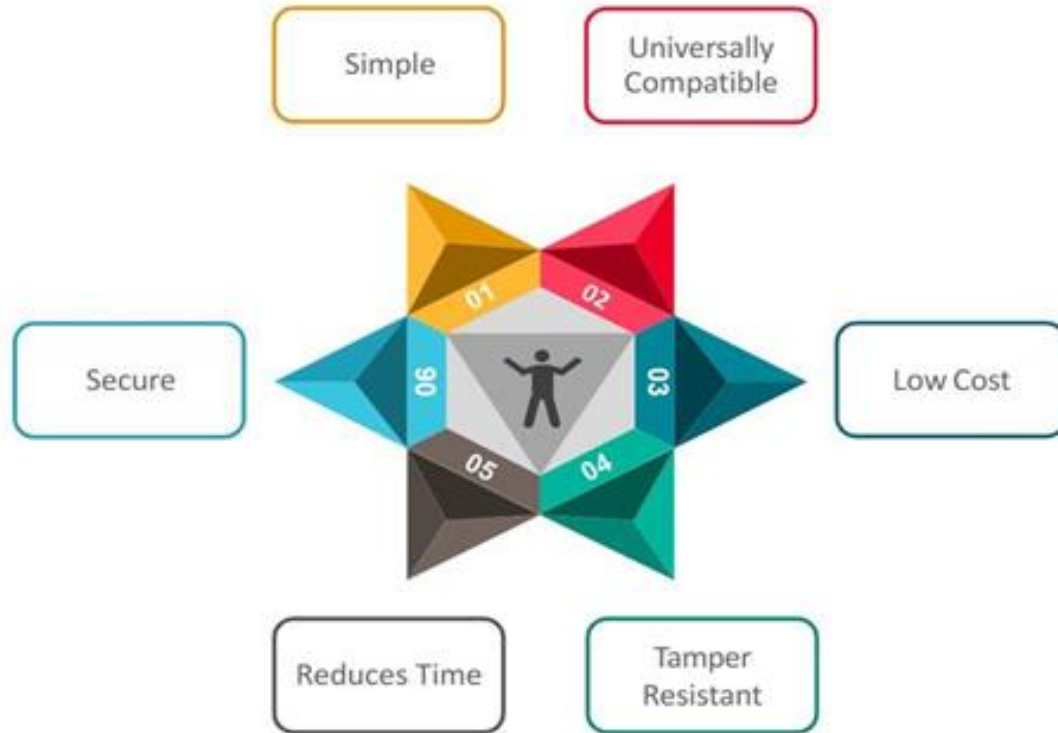 Simple
Universally
Compatible
01
02
Secure
06
03
Low Cost
05
04
Reduces Time
Tamper
Resistant